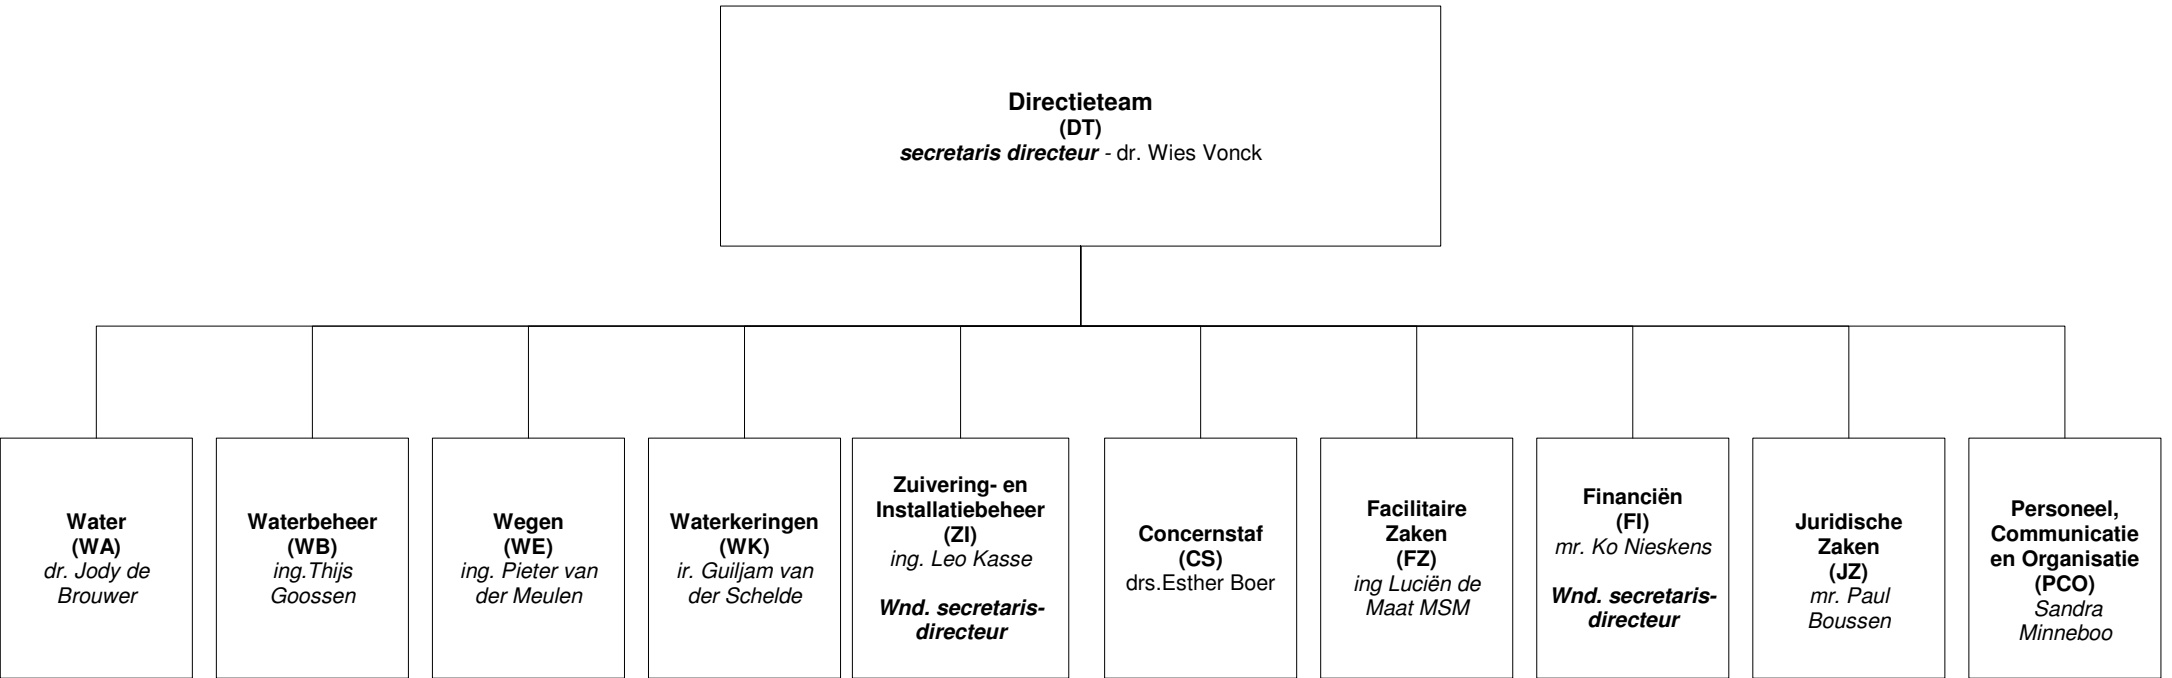 Directieteam
(DT)
secretaris directeur - dr. Wies Vonck
Water
(WA)
dr. Jody de
Brouwer
Waterbeheer
(WB)
ing.Thijs
Goossen
Wegen
(WE)
ing. Pieter van
der Meulen
Waterkeringen
(WK)
ir. Guiljam van
der Schelde
Zuivering- en
Installatiebeheer
(ZI)
ing. Leo Kasse
Wnd. secretaris-
directeur
Concernstaf
(CS)
drs.Esther Boer
Facilitaire
Zaken
(FZ)
ing Luciën de
Maat MSM
Financiën
(FI)
mr. Ko Nieskens
Wnd. secretaris-
directeur
Juridische
Zaken
(JZ)
mr. Paul
Boussen
Personeel,
Communicatie
en Organisatie
(PCO)
Sandra
Minneboo